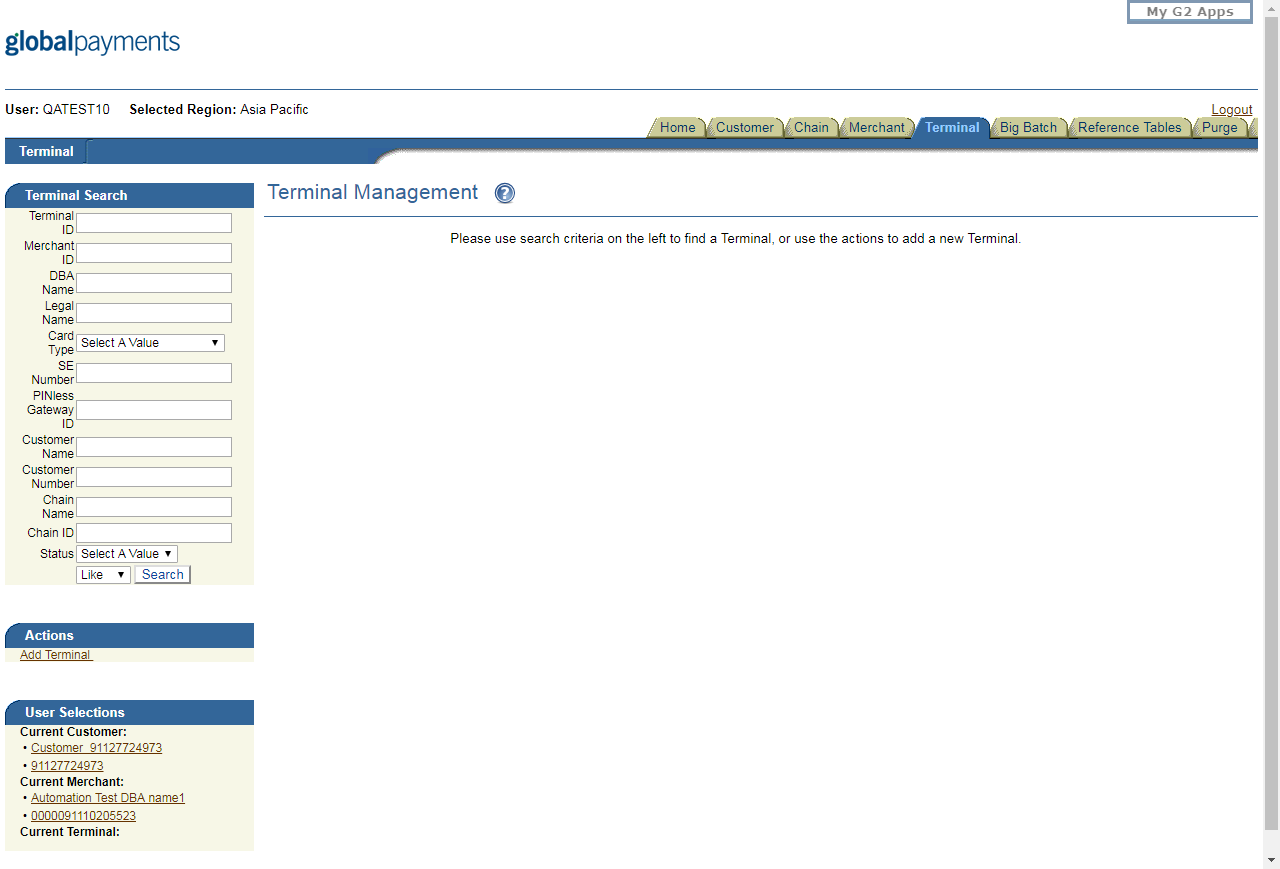 My G2 Apps
globalpayments
User: QATEST10 Selected Region: Asia Pacific
Logout
Home Customer Chain Merchant Terminal Big Batch Reference Tables Purge
Terminal
Terminal Search
Terminal
ID
Merchant
ID
DBA
Name
Legal
Name
Card
Type Select A Value
SE
Number
PINless
Gateway
ID
Customer
Name
Customer
Number
Chain
Name
Chain ID
Status Select A Value
Like Search
Actions
Add Terminal
User Selections
Current Customer:
• Customer_91127724973
• 91127724973
Current Merchant:
• Automation Test DBA name1
• 0000091110205523
Current Terminal:
Terminal Management ?
Please use search criteria on the left to find a Terminal, or use the actions to add a new Terminal.